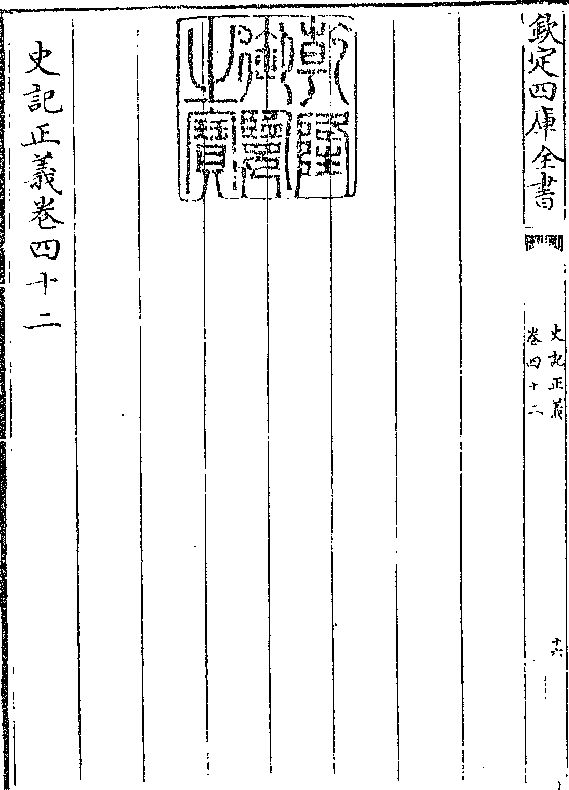 欽定四庫全書
史記正義
卷四十二
十六
乾隆
御覽
之寶
史記正義卷四十二